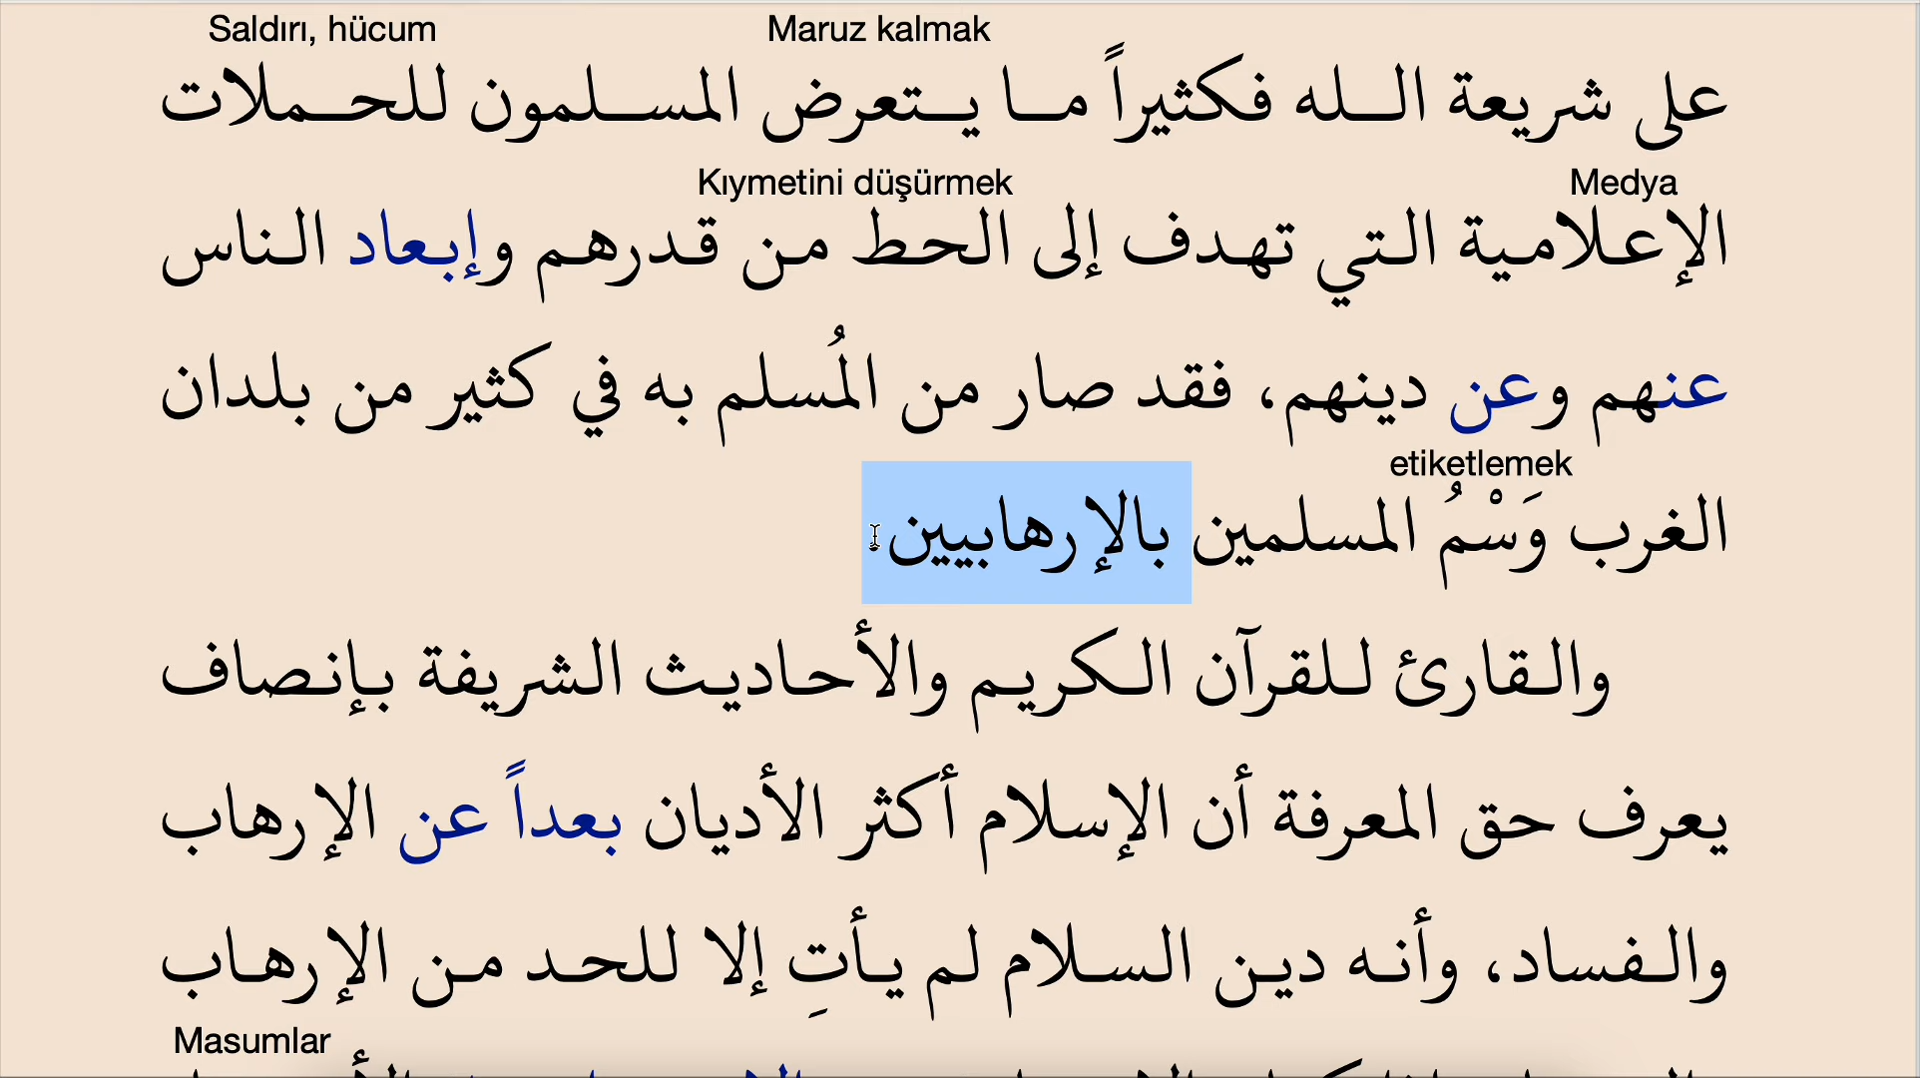 Saldırı, hücum Maruz kalmak
على شريعة الله فكثيراً ما يتعرض المسلمون للحملات
Kıymetini düşürmek Medya
الإعلامية التي تهدف إلى الحط من قدرهم وإبعاد الناس
عنهم وعن دينهم، فقد صار من المُسلم به في كثير من بلدان
etiketlemek
الغرب وَسْمُ المسلمين بالإرهابيين.
والقارئ للقرآن الكريم والأحاديث الشريفة بإنصاف
يعرف حق المعرفة أن الإسلام أكثر الأديان بعداً عن الإرهاب
والفساد، وأنه دين السلام لم يأتِ إلا للحد من الإرهاب
Masumlar